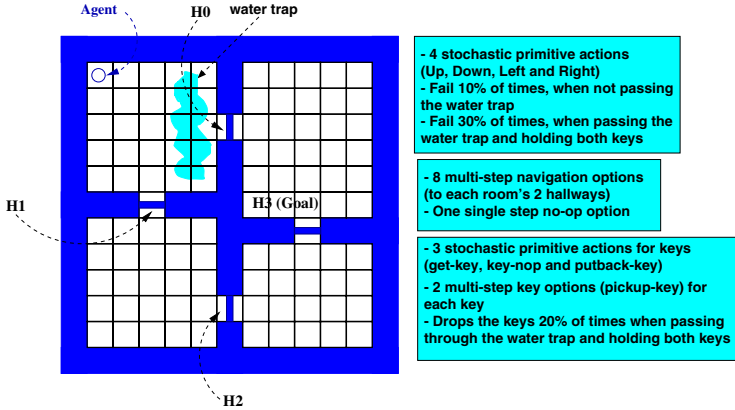 Agent
H0
water trap
H1
H3 (Goal)
H2
- 4 stochastic primitive actions
(Up, Down, Left and Right)
- Fail 10% of times, when not passing
the water trap
- Fail 30% of times, when passing the
water trap and holding both keys
- 8 multi-step navigation options
(to each room's 2 hallways)
- One single step no-op option
- 3 stochastic primitive actions for keys
(get-key, key-nop and putback-key)
- 2 multi-step key options (pickup-key) for
each key
- Drops the keys 20% of times when passing
through the water trap and holding both keys